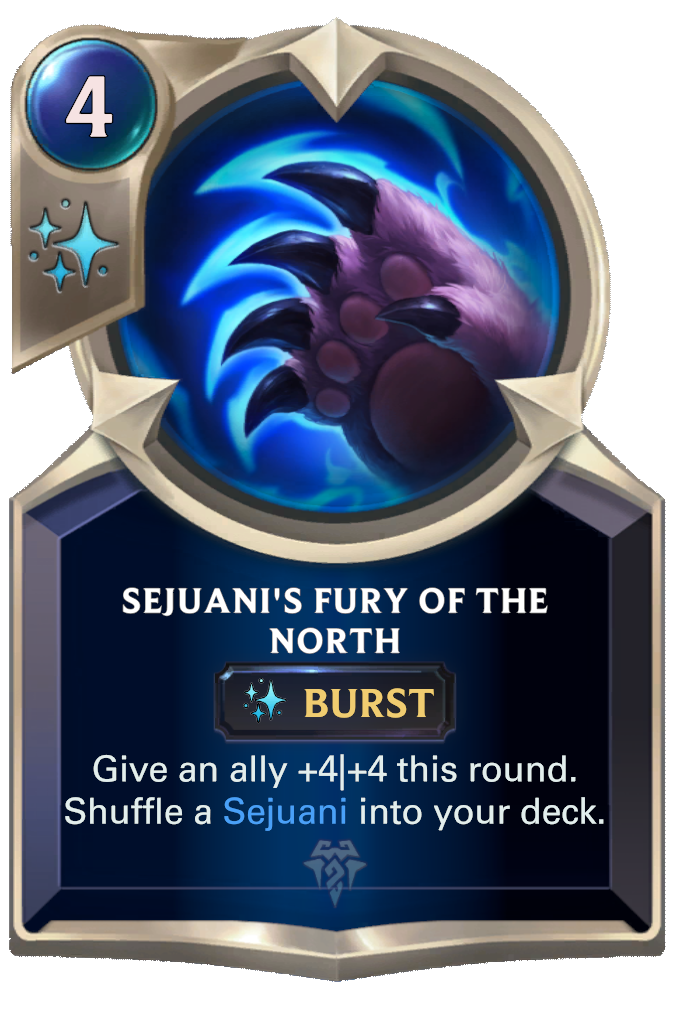 4
SEJUANI'S FURY OF THE
NORTH
BURST
Give an ally +4|+4 this round.
Shuffle a Sejuani into your deck.